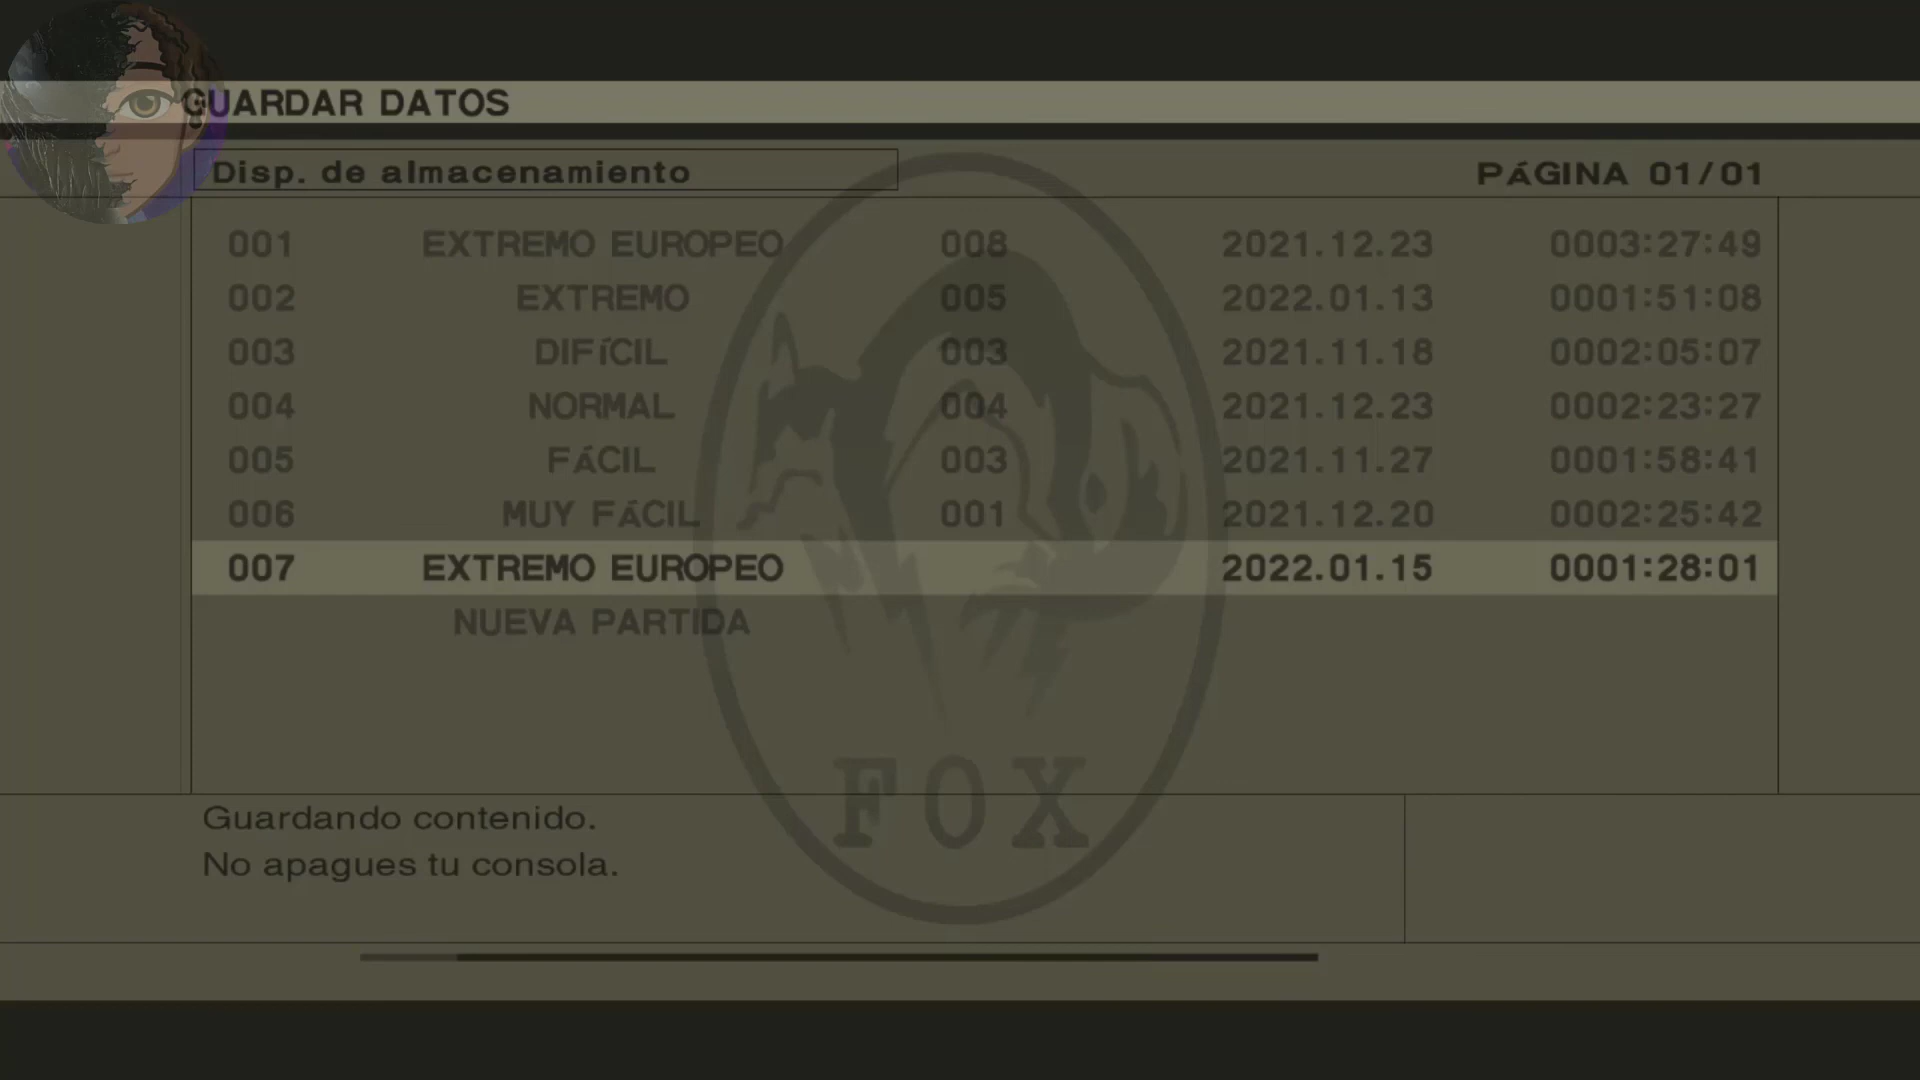 GUARDAR DATOS
Disp. de almacenamiento PÁGINA 01/01
001 EXTREMO EUROPEO 008 2021.12.23 0003:27:49
002 EXTREMO 005 2022.01.13 0001:51:08
003 DIFÍCIL 003 2021.11.18 0002:05:07
004 NORMAL 004 2021.12.23 0002:23:27
005 FÁCIL 003 2021.11.27 0001:58:41
006 MUY FÁCIL 001 2021.12.20 0002:25:42
007 EXTREMO EUROPEO 2022.01.15 0001:28:01
NUEVA PARTIDA
FOX
Guardando contenido.
No apagues tu consola.